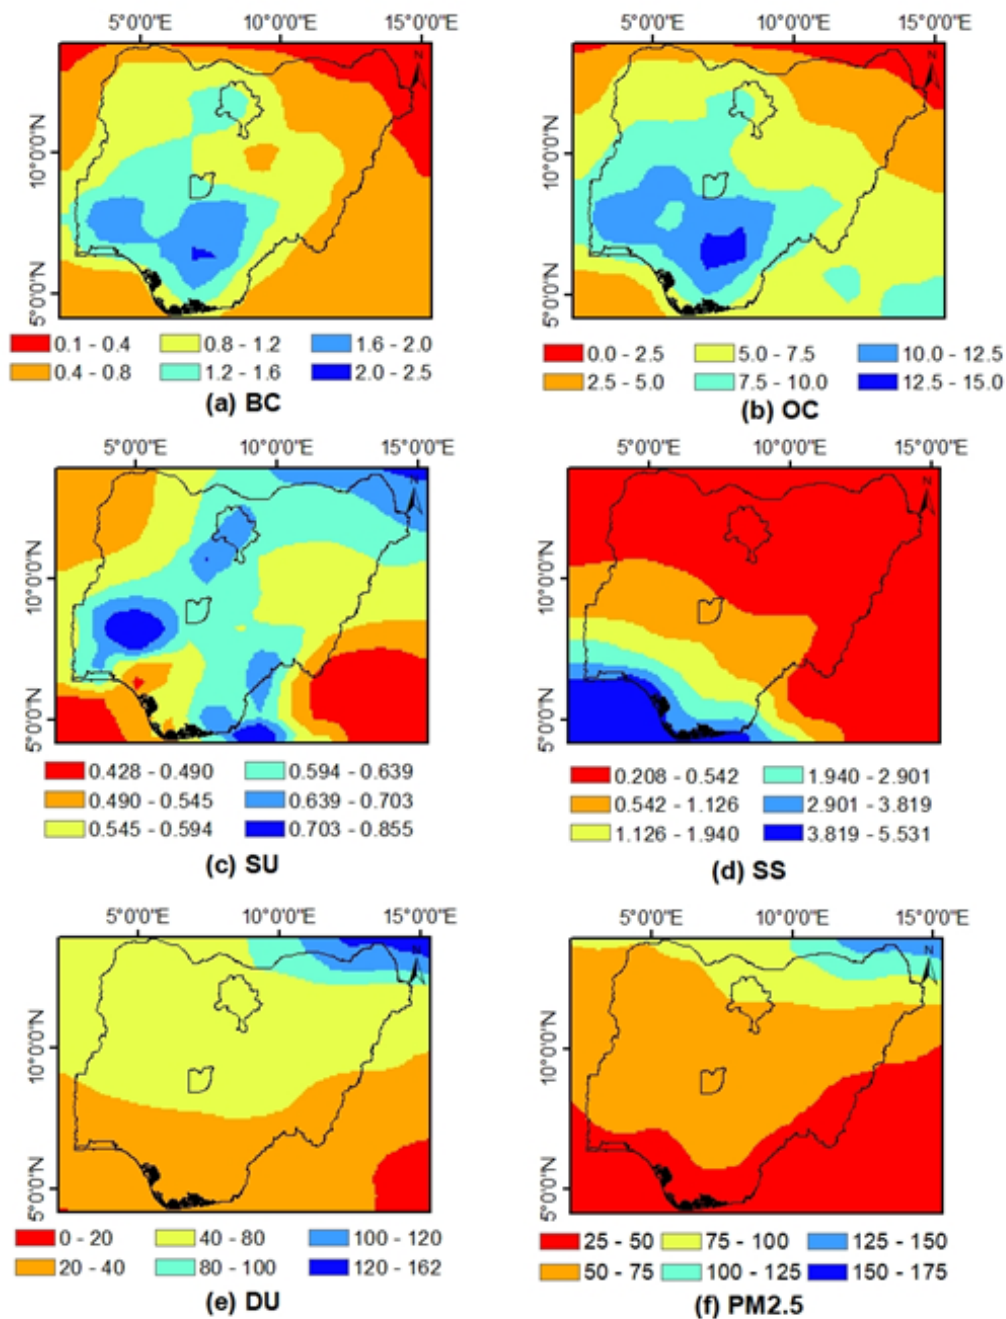 5°0'0"E 10°0'0"E 15°0'0"E
10°0'0"N
5°0'0"N
N
0.1 - 0.4 0.8 - 1.2 1.6 - 2.0
0.4 - 0.8 1.2 - 1.6 2.0 - 2.5
(a) BC
5°0'0"E 10°0'0"E 15°0'0"E
10°0'0"N
5°0'0"N
N
0.0 - 2.5 5.0 - 7.5 10.0 - 12.5
2.5 - 5.0 7.5 - 10.0 12.5 - 15.0
(b) OC
5°0'0"E 10°0'0"E 15°0'0"E
10°0'0"N
5°0'0"N
N
0.428 - 0.490 0.594 - 0.639
0.490 - 0.545 0.639 - 0.703
0.545 - 0.594 0.703 - 0.855
(c) SU
5°0'0"E 10°0'0"E 15°0'0"E
10°0'0"N
5°0'0"N
N
0.208 - 0.542 1.940 - 2.901
0.542 - 1.126 2.901 - 3.819
1.126 - 1.940 3.819 - 5.531
(d) SS
5°0'0"E 10°0'0"E 15°0'0"E
10°0'0"N
5°0'0"N
N
0 - 20 40 - 80 100 - 120
20 - 40 80 - 100 120 - 162
(e) DU
5°0'0"E 10°0'0"E 15°0'0"E
10°0'0"N
5°0'0"N
N
25 - 50 75 - 100 125 - 150
50 - 75 100 - 125 150 - 175
(f) PM2.5